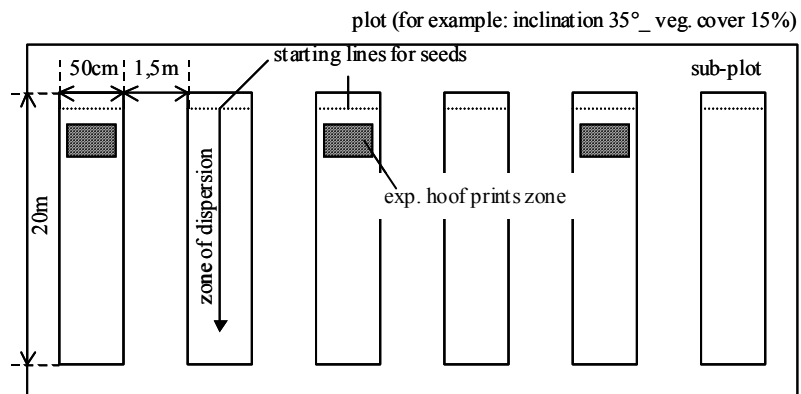 plot (for example: inclination 35°_ veg. cover 15%)
starting lines for seeds
50cm
1,5m
sub-plot
20m
zone of dispersion
exp. hoof prints zone